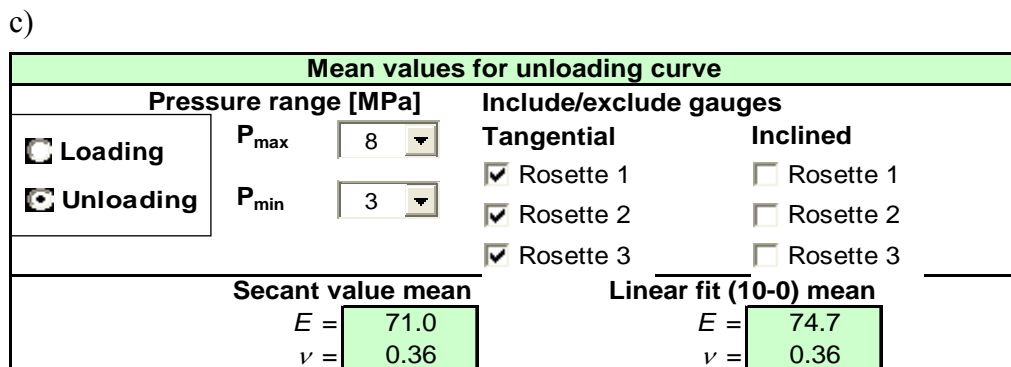 c)
Mean values for unloading curve
Pressure range [MPa] Include/exclude gauges
Loading Pmax 8 Tangential Inclined
Rosette 1 Rosette 1
Unloading Pmin 3 Rosette 2 Rosette 2
Rosette 3 Rosette 3
Secant value mean Linear fit (10-0) mean
E = 71.0 E = 74.7
ν = 0.36 ν = 0.36